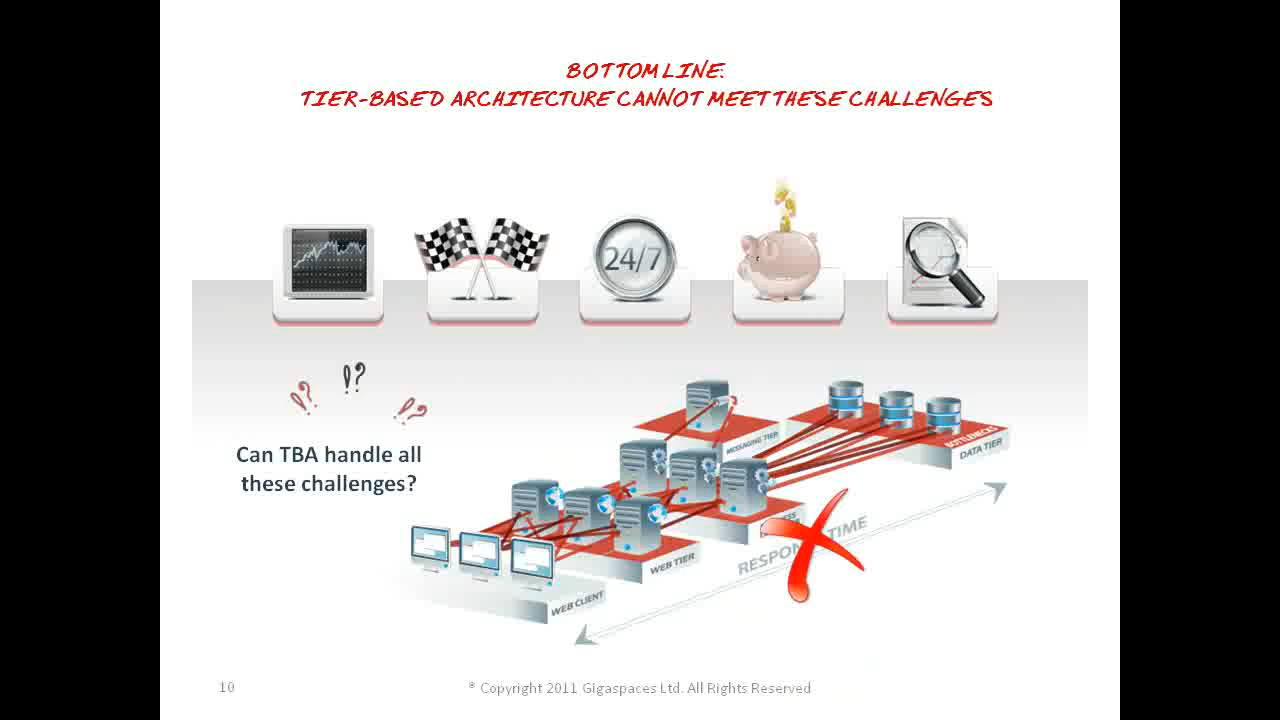 BOTTOM LINE:
TIER-BASED ARCHITECTURE CANNOT MEET THESE CHALLENGES
24/7
!? !? !?
Can TBA handle all
these challenges?
MESSAGING TIER
BOTTLENECKS
DATA TIER
WEB TIER
WEB CLIENT
TIME
10
® Copyright 2011 Gigaspaces Ltd. All Rights Reserved